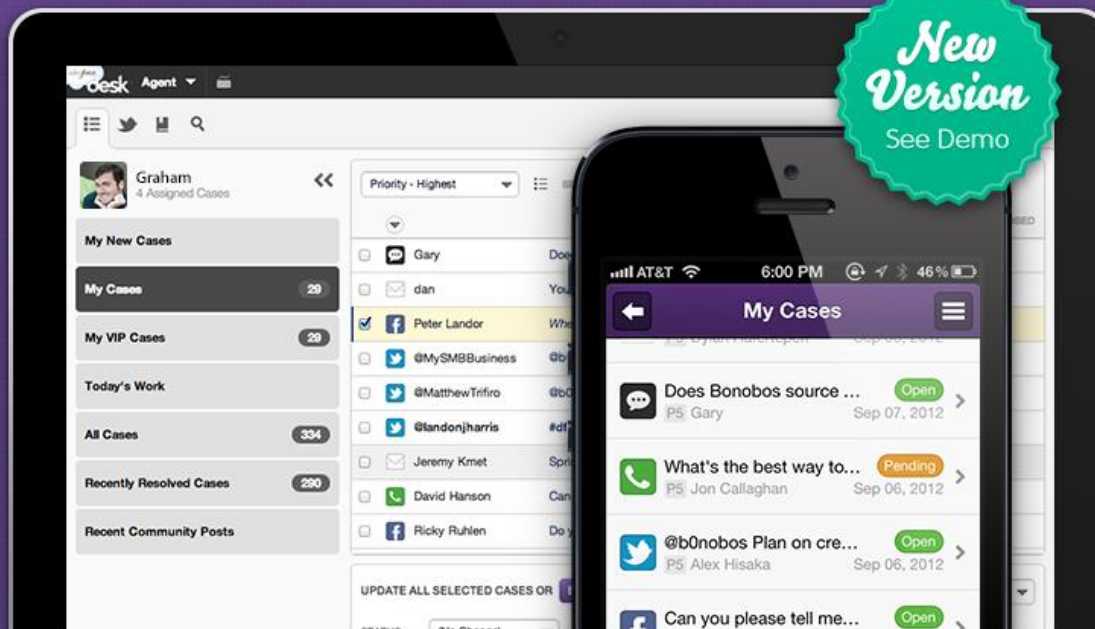 New
Version
See Demo
desk Agent
Graham
4 Assigned Cases
My New Cases
My Cases 29
My VIP Cases 29
Today's Work
All Cases 334
Recently Resolved Cases 290
Recent Community Posts
Priority - Highest
Gary
dan
Peter Landor
@MySMBBusiness
@MatthewTrifiro
@landonjharris
Jeremy Kmet
David Hanson
Ricky Ruhlen
UPDATE ALL SELECTED CASES OR
AT&T 6:00 PM 46%
My Cases
Does Bonobos source ... Open
P5 Gary Sep 07, 2012
What's the best way to... Pending
P5 Jon Callaghan Sep 06, 2012
@b0nobos Plan on cre... Open
P5 Alex Hisaka Sep 06, 2012
Can you please tell me... Open